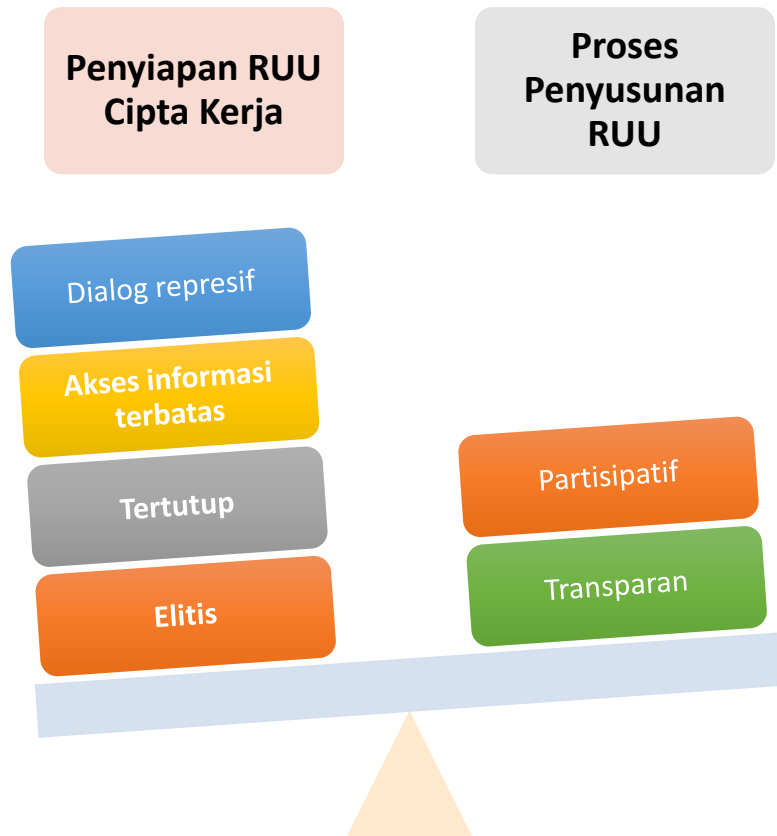 Penyiapan RUU
Cipta Kerja
Proses
Penyusunan
RUU
Dialog represif
Akses informasi
terbatas
Tertutup
Elitis
Partisipatif
Transparan